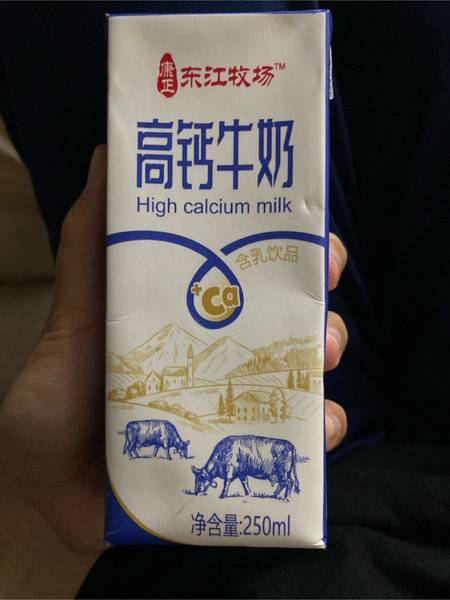 康正
东江牧场™
高钙牛奶
High calcium milk
含乳饮品
+Ca
净含量:250ml